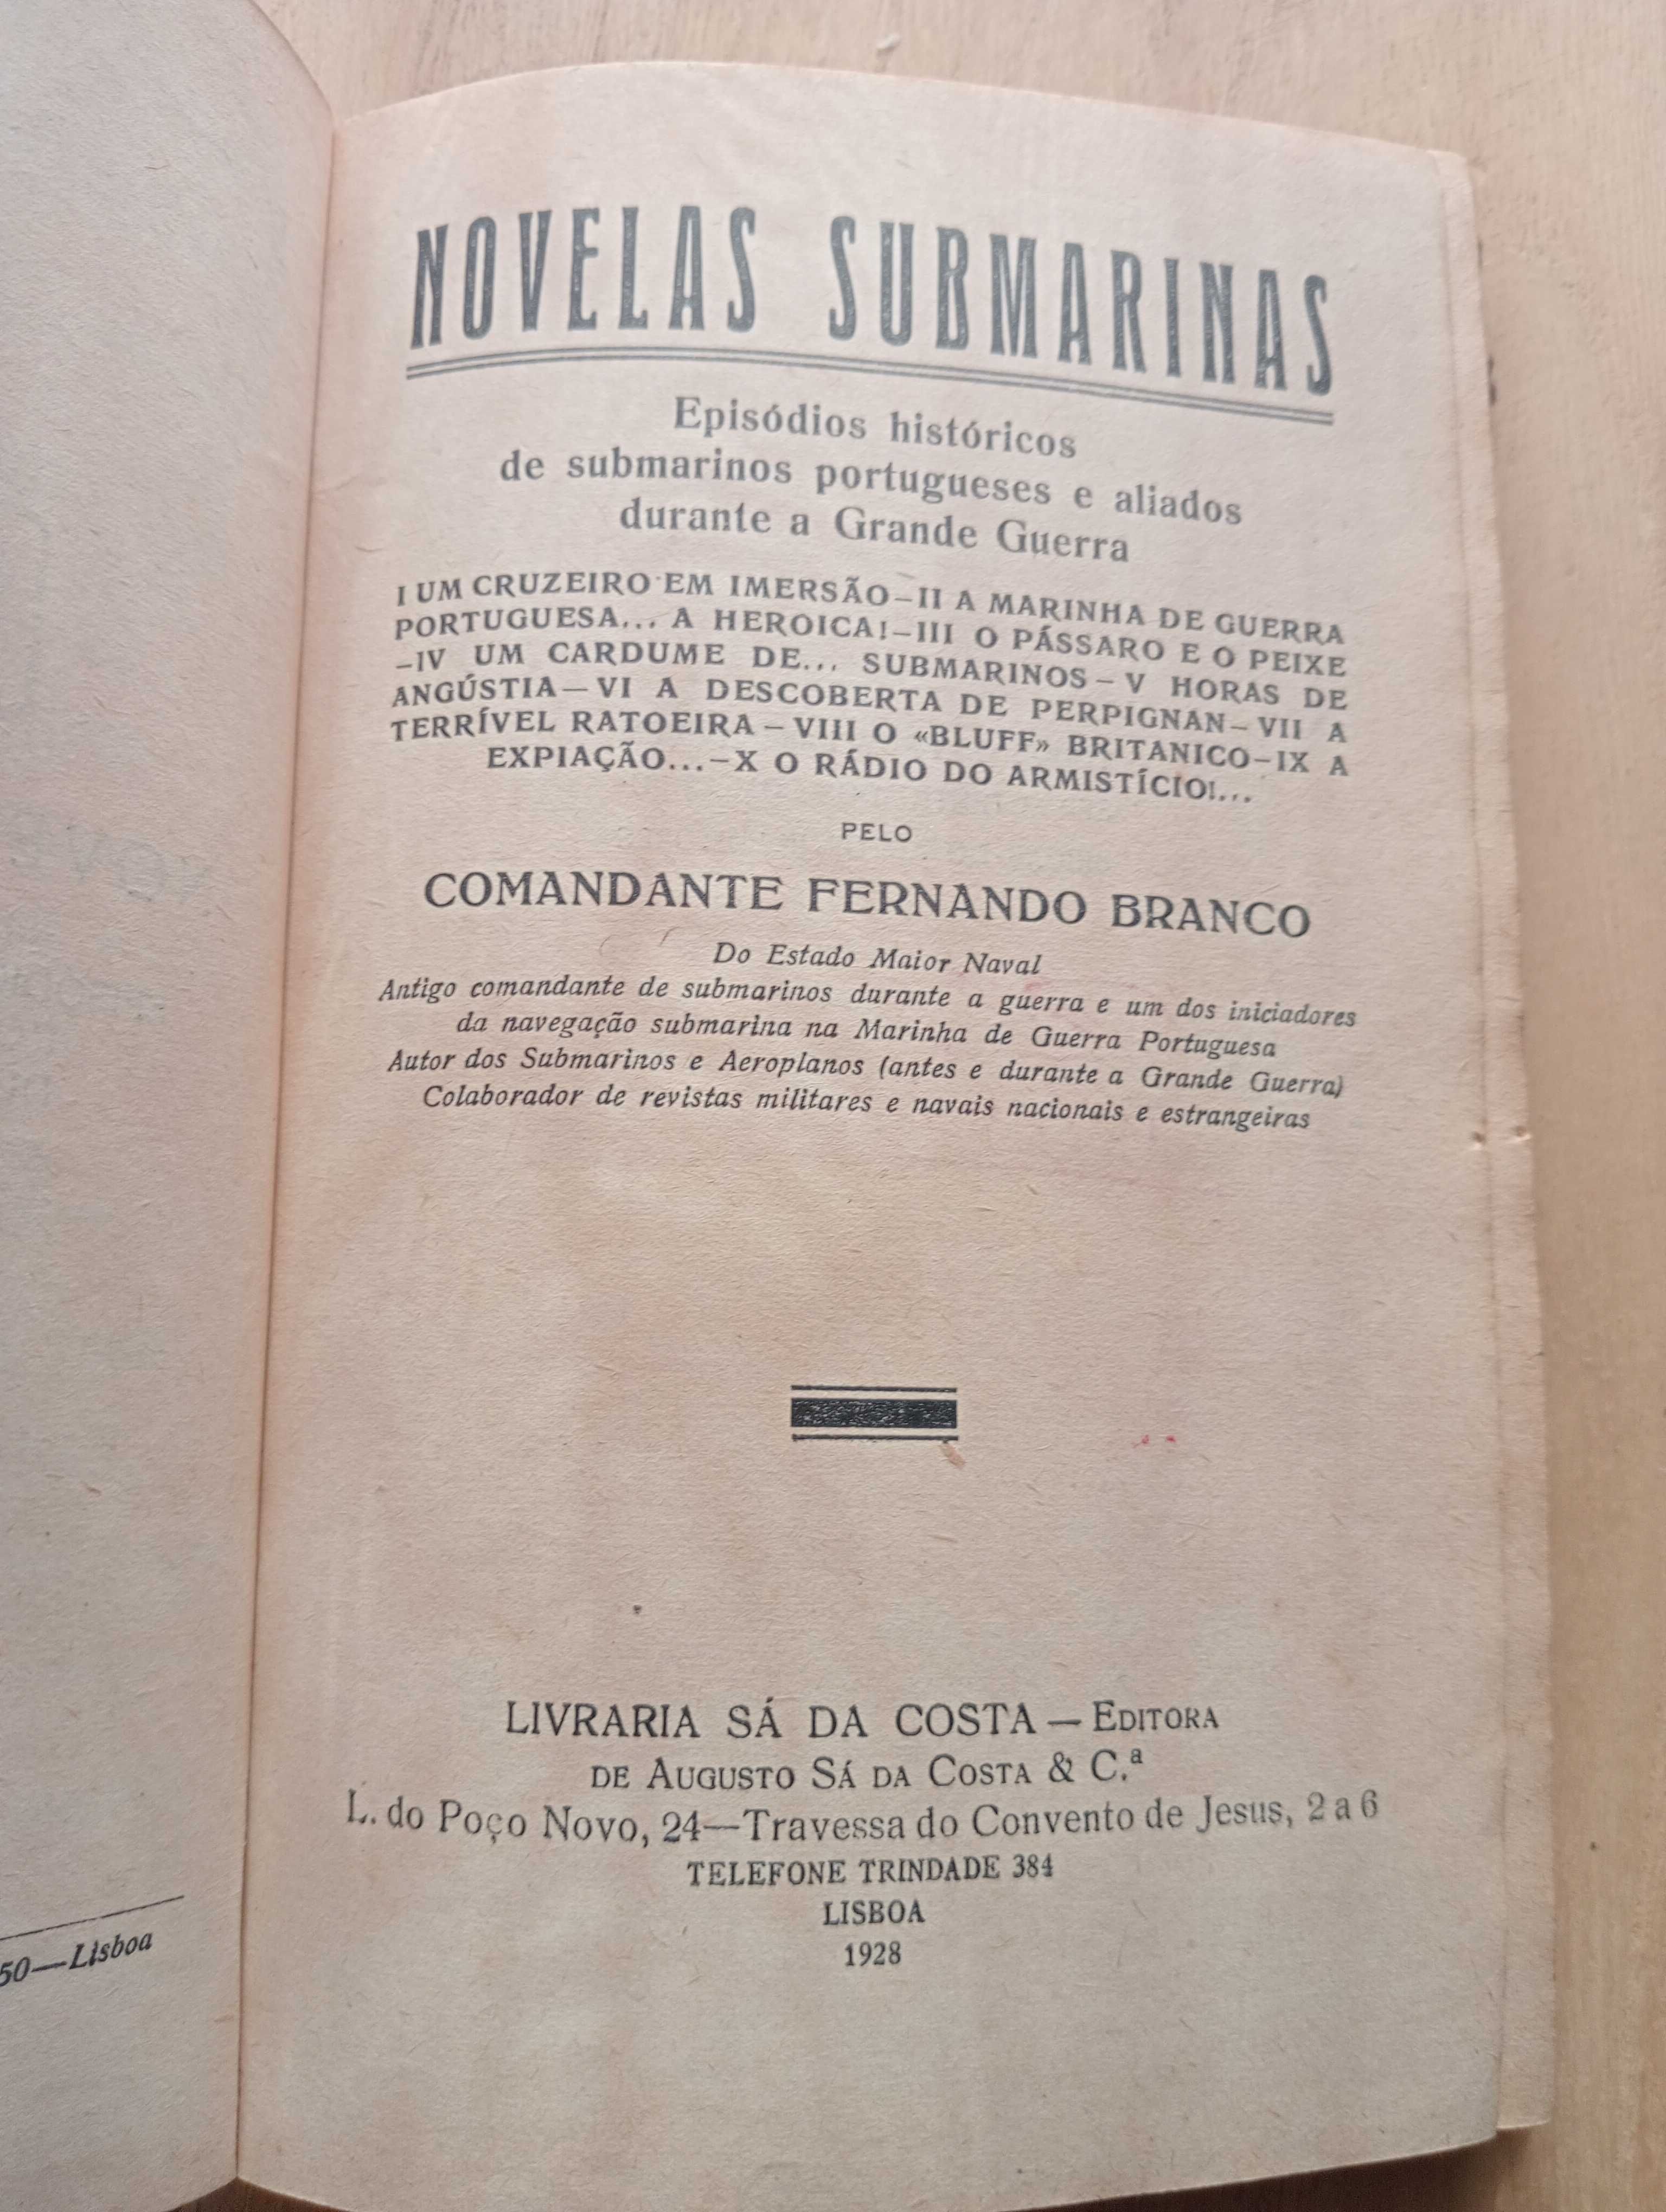 NOVELAS SUBMARINAS
Episódios históricos
de submarinos portugueses e aliados
durante a Grande Guerra
I UM CRUZEIRO EM IMERSÃO—II A MARINHA DE GUERRA
PORTUGUESA... A HEROICA!—III O PÁSSARO E O PEIXE
—IV UM CARDUME DE... SUBMARINOS—V HORAS DE
ANGÚSTIA—VI A DESCOBERTA DE PERPIGNAN—VII A
TERRÍVEL RATOEIRA—VIII O «BLUFF» BRITANICO—IX A
EXPIAÇÃO...—X O RÁDIO DO ARMISTÍCIO!...
PELO
COMANDANTE FERNANDO BRANCO
Do Estado Maior Naval
Antigo comandante de submarinos durante a guerra e um dos iniciadores
da navegação submarina na Marinha de Guerra Portuguesa
Autor dos Submarinos e Aeroplanos (antes e durante a Grande Guerra)
Colaborador de revistas militares e navais nacionais e estrangeiras
LIVRARIA SÁ DA COSTA — EDITORA
DE AUGUSTO SÁ DA COSTA & C.ª
L. do Poço Novo, 24—Travessa do Convento de Jesus, 2 a 6
TELEFONE TRINDADE 384
LISBOA
1928
50—Lisboa